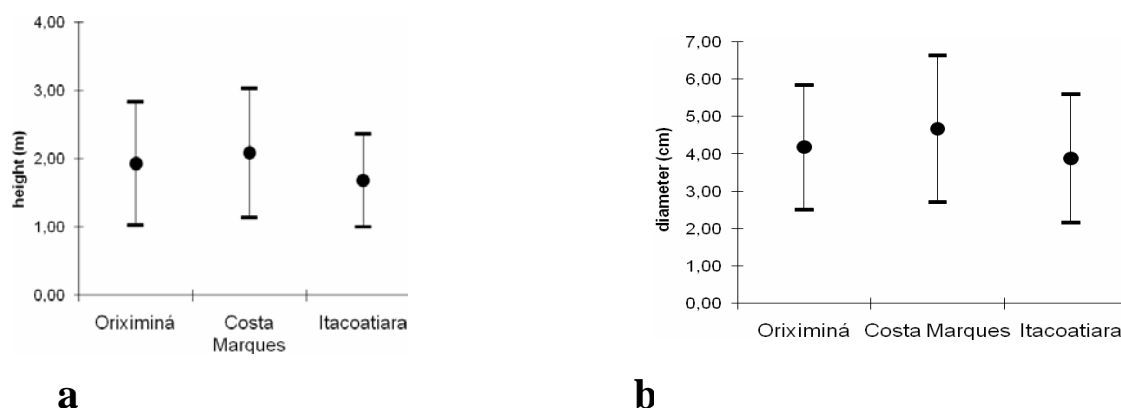 4,00
3,00
2,00
1,00
0,00
height (m)
Oriximiná
Costa
Marques
Itacoatiara
a
7,00
6,00
5,00
4,00
3,00
2,00
1,00
0,00
diameter (cm)
Oriximiná
Costa Marques
Itacoatiara
b